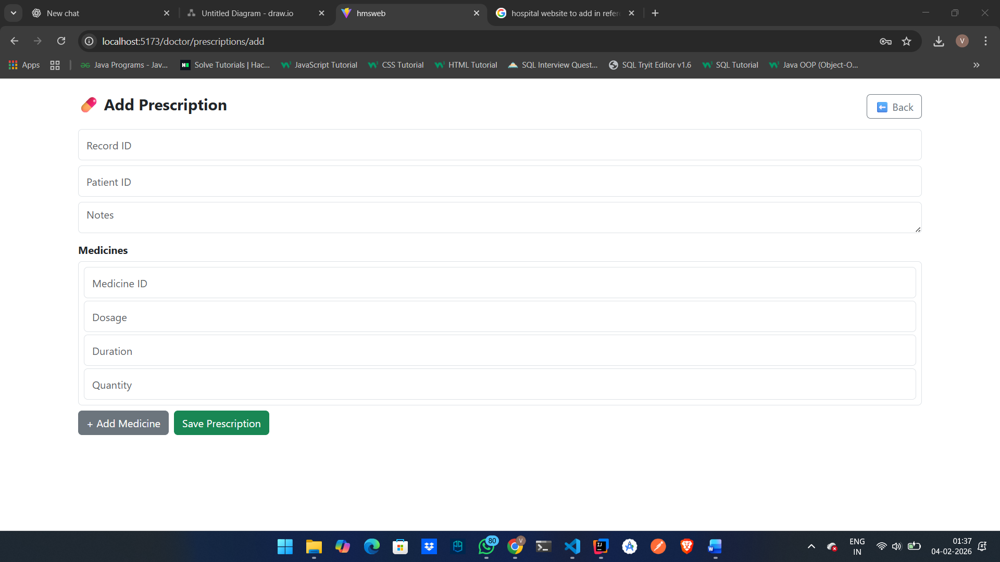 New chat
Untitled Diagram - draw.io
hmsweb
hospital website to add in refer
localhost:5173/doctor/prescriptions/add
V
Apps
Java Programs - Jav...
Solve Tutorials | Hac...
JavaScript Tutorial
CSS Tutorial
HTML Tutorial
SQL Interview Quest...
SQL Tryit Editor v1.6
SQL Tutorial
Java OOP (Object-O...
Add Prescription
Back
Record ID
Patient ID
Notes
Medicines
Medicine ID
Dosage
Duration
Quantity
+ Add Medicine
Save Prescription
80
V
ENG
IN
01:37
04-02-2026